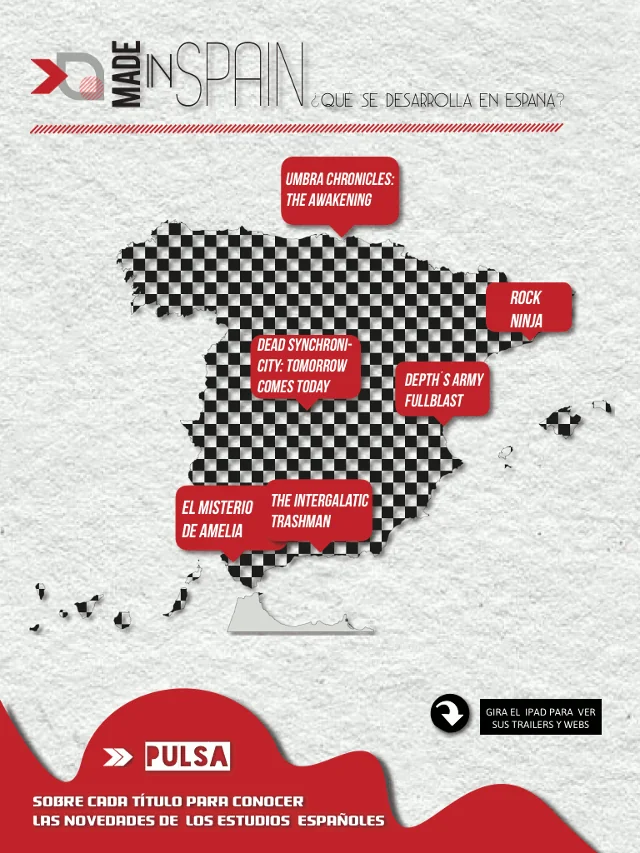 MADE IN SPAIN ¿QUE SE DESARROLLA EN ESPANA?
UMBRA CHRONICLES:
THE AWAKENING
ROCK
NINJA
DEAD SYNCHRONI-
CITY: TOMORROW
COMES TODAY
DEPTH´S ARMY
FULLBLAST
EL MISTERIO
DE AMELIA
THE INTERGALATIC
TRASHMAN
GIRA EL IPAD PARA VER
SUS TRAILERS Y WEBS
PULSA
SOBRE CADA TÍTULO PARA CONOCER
LAS NOVEDADES DE LOS ESTUDIOS ESPAÑOLES